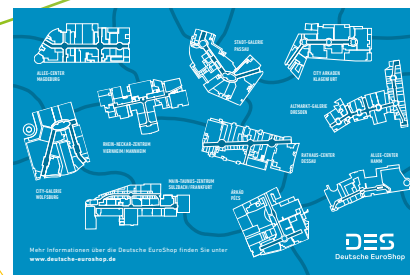 ALLEE-CENTER
MAGDEBURG
STADT-GALERIE
PASSAU
CITY ARKADEN
KLAGENFURT
ALTMARKT-GALERIE
DRESDEN
RHEIN-NECKAR-ZENTRUM
VIERNHEIM/MANNHEIM
RATHAUS-CENTER
DESSAU
ALLEE-CENTER
HAMM
CITY-GALERIE
WOLFSBURG
MAIN-TAUNUS-ZENTRUM
SULZBACH/FRANKFURT
ÁRKÁD
PÉCS
Mehr Informationen über die Deutsche EuroShop finden Sie unter
www.deutsche-euroshop.de
DES
Deutsche EuroShop